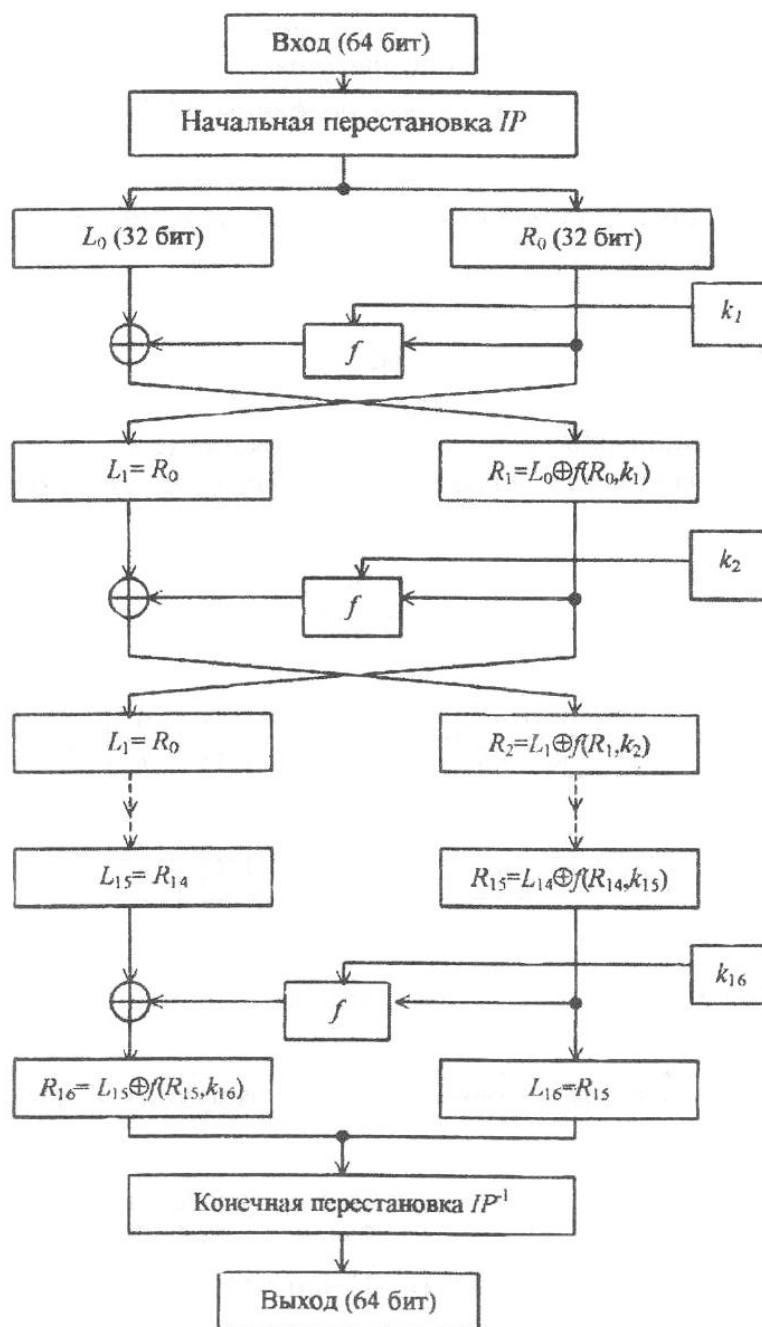 Вход (64 бит)
Начальная перестановка IP
L₀ (32 бит)
R₀ (32 бит)
k₁
f
L₁= R₀
R₁=L₀⊕f(R₀,k₁)
k₂
f
L₁= R₀
R₂=L₁⊕f(R₁,k₂)
L₁₅= R₁₄
R₁₅=L₁₄⊕f(R₁₄,k₁₅)
k₁₆
f
R₁₆= L₁₅⊕f(R₁₅,k₁₆)
L₁₆=R₁₅
Конечная перестановка IP⁻¹
Выход (64 бит)